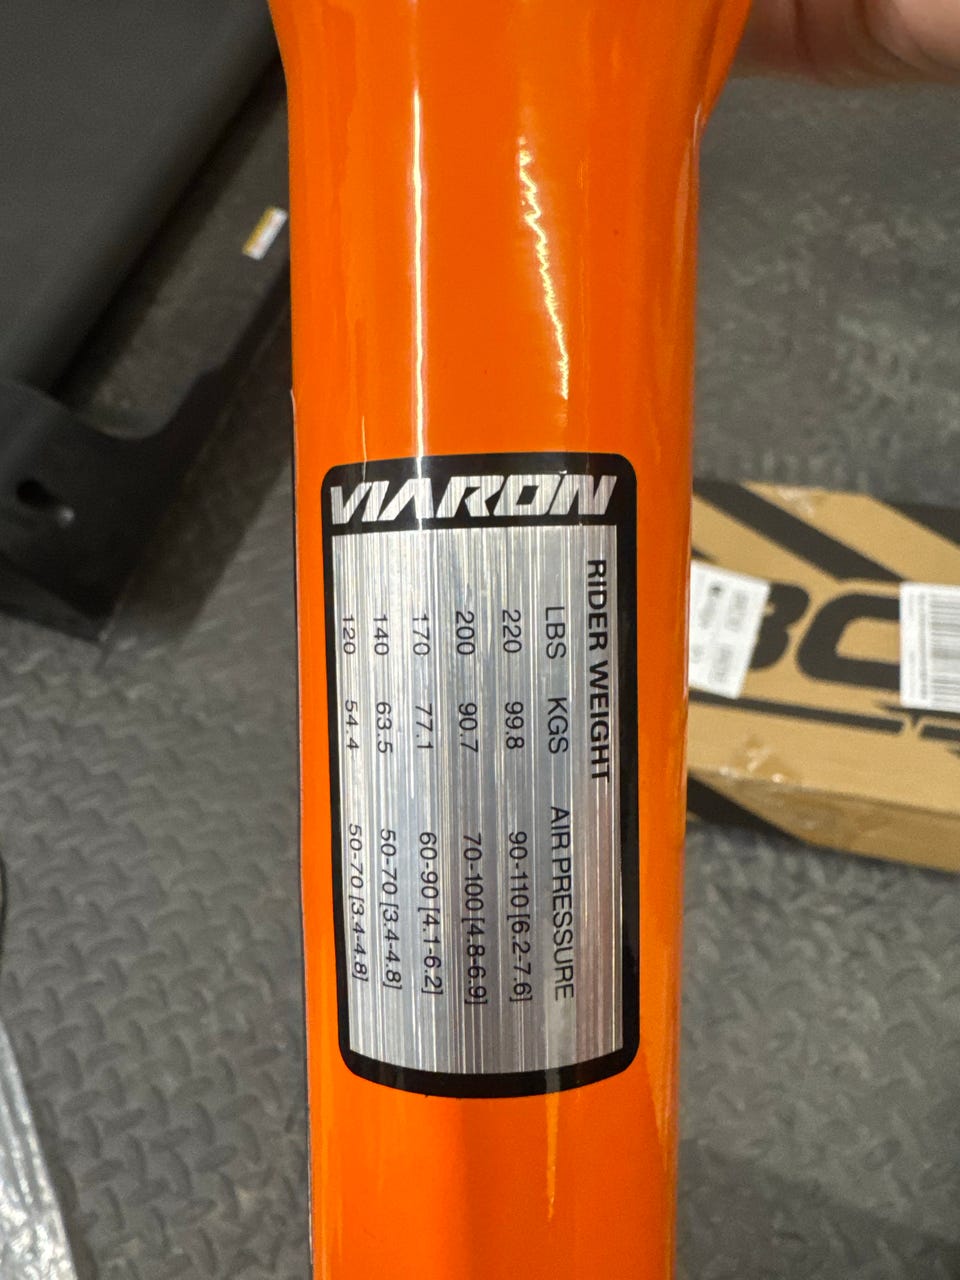 VIARON
RIDER WEIGHT
LBS KGS AIR PRESSURE
220 99.8 90-110 [6.2-7.6]
200 90.7 70-100 [4.8-6.9]
170 77.1 60-90 [4.1-6.2]
140 63.5 50-70 [3.4-4.8]
120 54.4 50-70 [3.4-4.8]